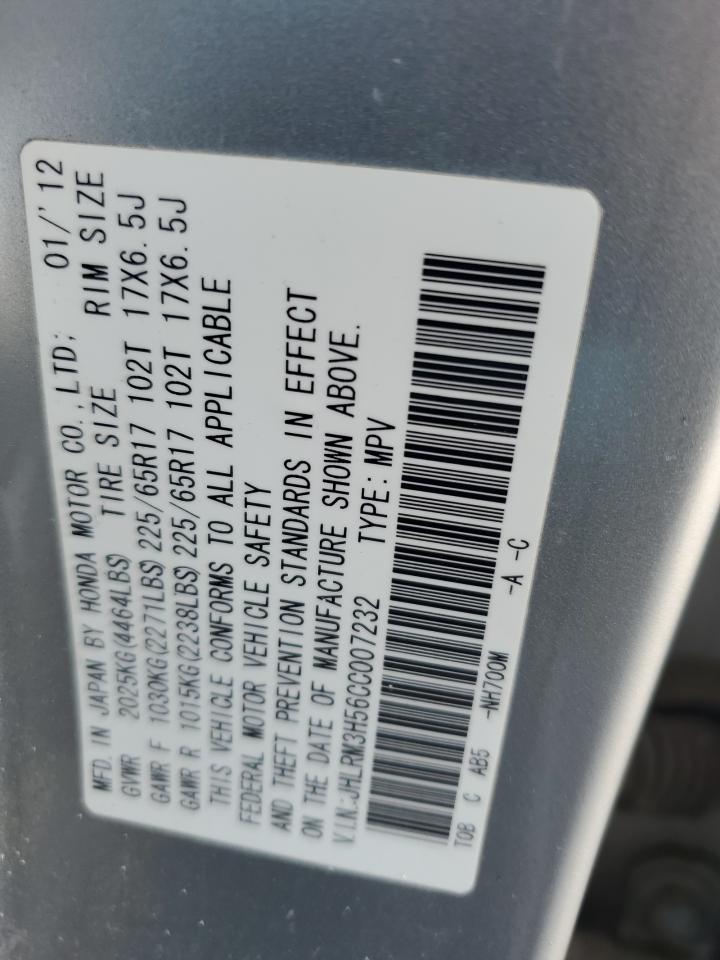 MFD. IN JAPAN BY HONDA MOTOR CO., LTD; 01/'12
GVWR 2025KG(4464LBS) TIRE SIZE RIM SIZE
GAWR F 1030KG(2271LBS) 225/65R17 102T 17X6.5J
GAWR R 1015KG(2238LBS) 225/65R17 102T 17X6.5J
THIS VEHICLE CONFORMS TO ALL APPLICABLE
FEDERAL MOTOR VEHICLE SAFETY
AND THEFT PREVENTION STANDARDS IN EFFECT
ON THE DATE OF MANUFACTURE SHOWN ABOVE.
V.I.N.:JHLRM3H56CC007232 TYPE: MPV
T0B C AB5 -NH700M -A -C